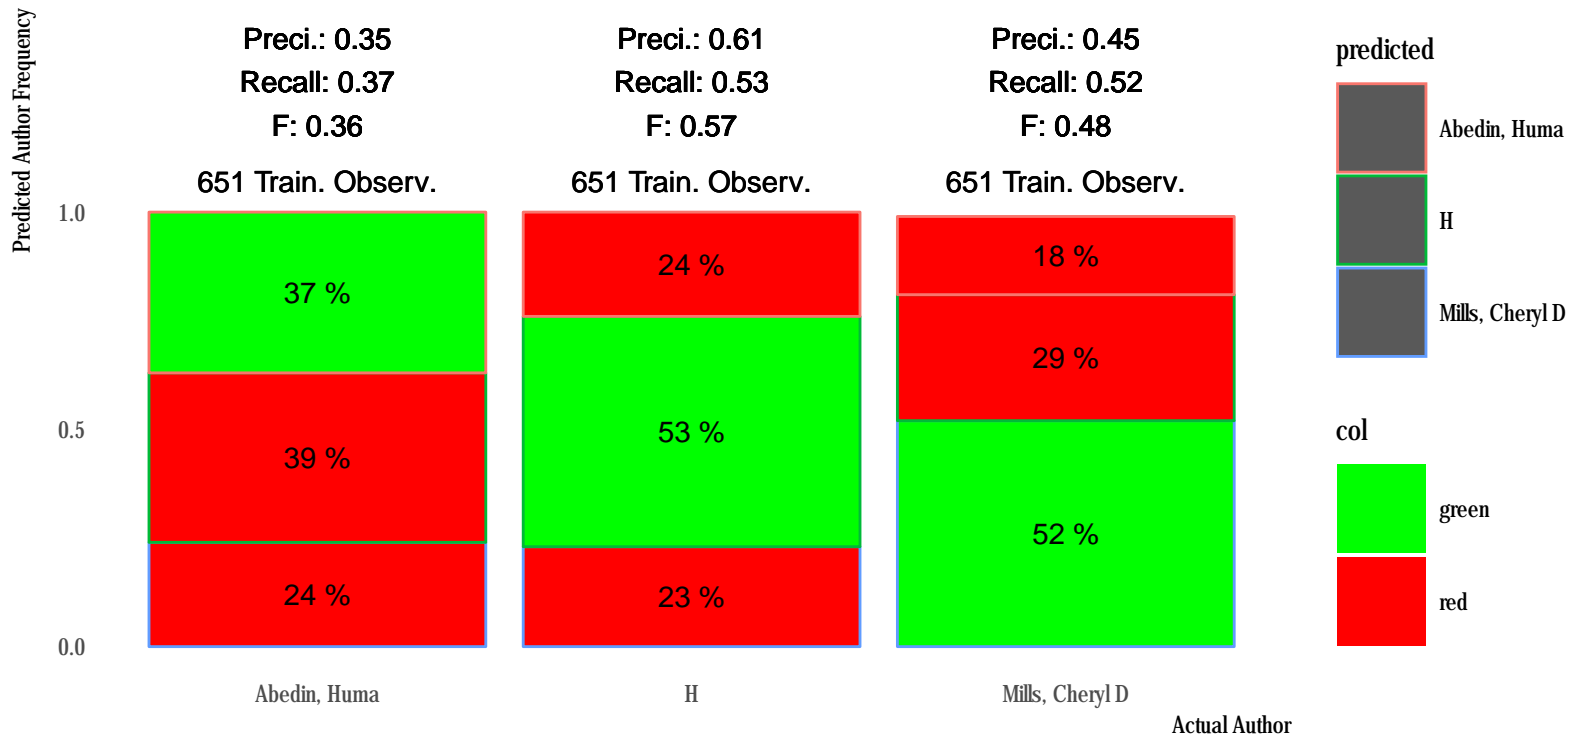 Predicted Author Frequency
Preci.: 0.35
Recall: 0.37
F: 0.36
651 Train. Observ.
Preci.: 0.61
Recall: 0.53
F: 0.57
651 Train. Observ.
Preci.: 0.45
Recall: 0.52
F: 0.48
651 Train. Observ.
1.0
0.5
0.0
37 %
39 %
24 %
24 %
53 %
23 %
18 %
29 %
52 %
Abedin, Huma
H
Mills, Cheryl D
Actual Author
predicted
Abedin, Huma
H
Mills, Cheryl D
col
green
red